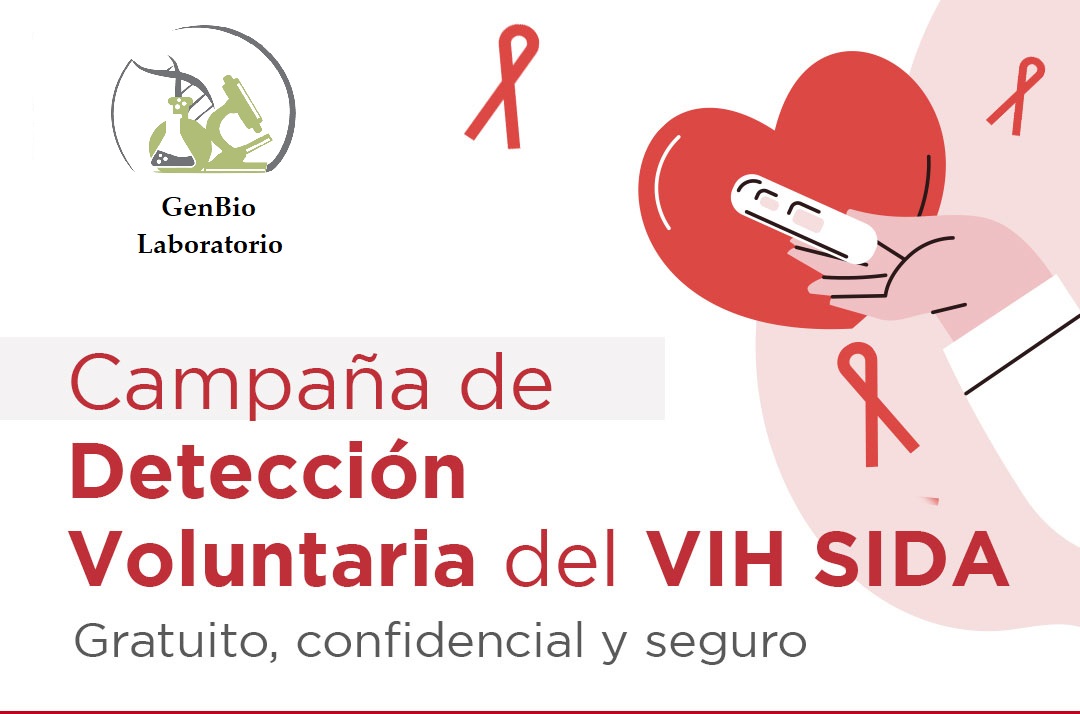 GenBio
Laboratorio
Campaña de
Detección
Voluntaria del VIH SIDA
Gratuito, confidencial y seguro